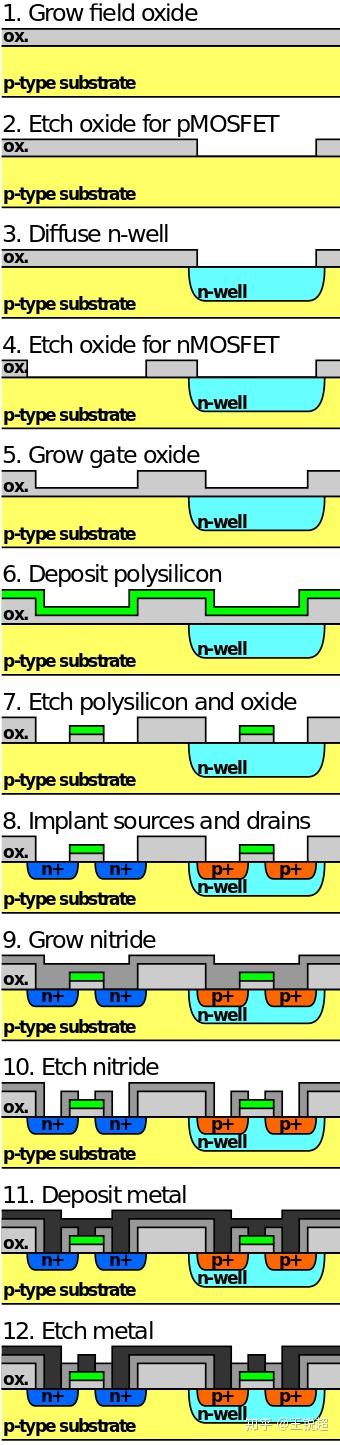 1. Grow field oxide
ox.
p-type substrate
2. Etch oxide for pMOSFET
ox.
p-type substrate
3. Diffuse n-well
ox.
n-well
p-type substrate
4. Etch oxide for nMOSFET
ox.
n-well
p-type substrate
5. Grow gate oxide
ox.
n-well
p-type substrate
6. Deposit polysilicon
ox.
n-well
p-type substrate
7. Etch polysilicon and oxide
ox.
n-well
p-type substrate
8. Implant sources and drains
ox.
n+ n+ p+ p+
n-well
p-type substrate
9. Grow nitride
ox.
n+ n+ p+ p+
n-well
p-type substrate
10. Etch nitride
ox.
n+ n+ p+ p+
n-well
p-type substrate
11. Deposit metal
ox.
n+ n+ p+ p+
n-well
p-type substrate
12. Etch metal
ox.
n+ n+ p+ p+
n-well
p-type substrate
知乎 @王锐超